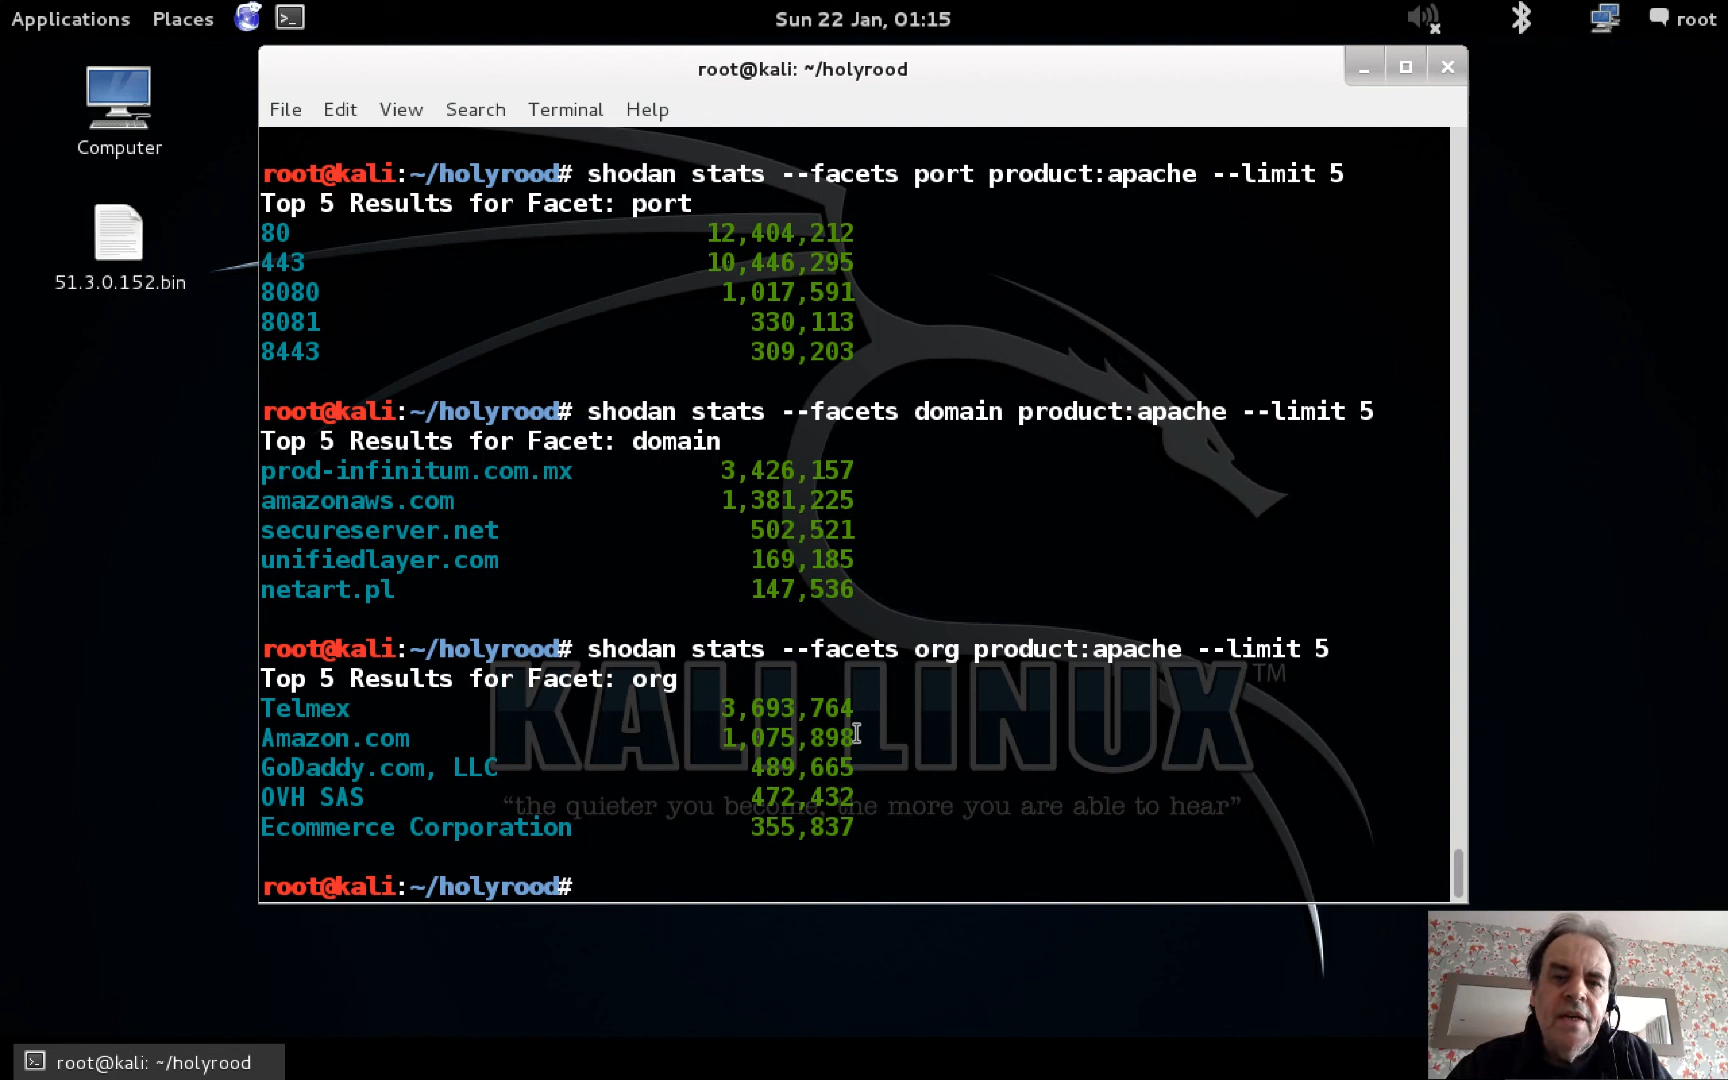 Applications Places Sun 22 Jan, 01:15 root
root@kali: ~/holyrood
File Edit View Search Terminal Help
Computer
51.3.0.152.bin
root@kali:~/holyrood# shodan stats --facets port product:apache --limit 5
Top 5 Results for Facet: port
80 12,404,212
443 10,446,295
8080 1,017,591
8081 330,113
8443 309,203
root@kali:~/holyrood# shodan stats --facets domain product:apache --limit 5
Top 5 Results for Facet: domain
prod-infinitum.com.mx 3,426,157
amazonaws.com 1,381,225
secureserver.net 502,521
unifiedlayer.com 169,185
netart.pl 147,536
root@kali:~/holyrood# shodan stats --facets org product:apache --limit 5
Top 5 Results for Facet: org
Telmex 3,693,764
Amazon.com 1,075,898
GoDaddy.com, LLC 489,665
OVH SAS 472,432
Ecommerce Corporation 355,837
root@kali:~/holyrood#
KALI LINUX™
“the quieter you become, the more you are able to hear”
root@kali: ~/holyrood